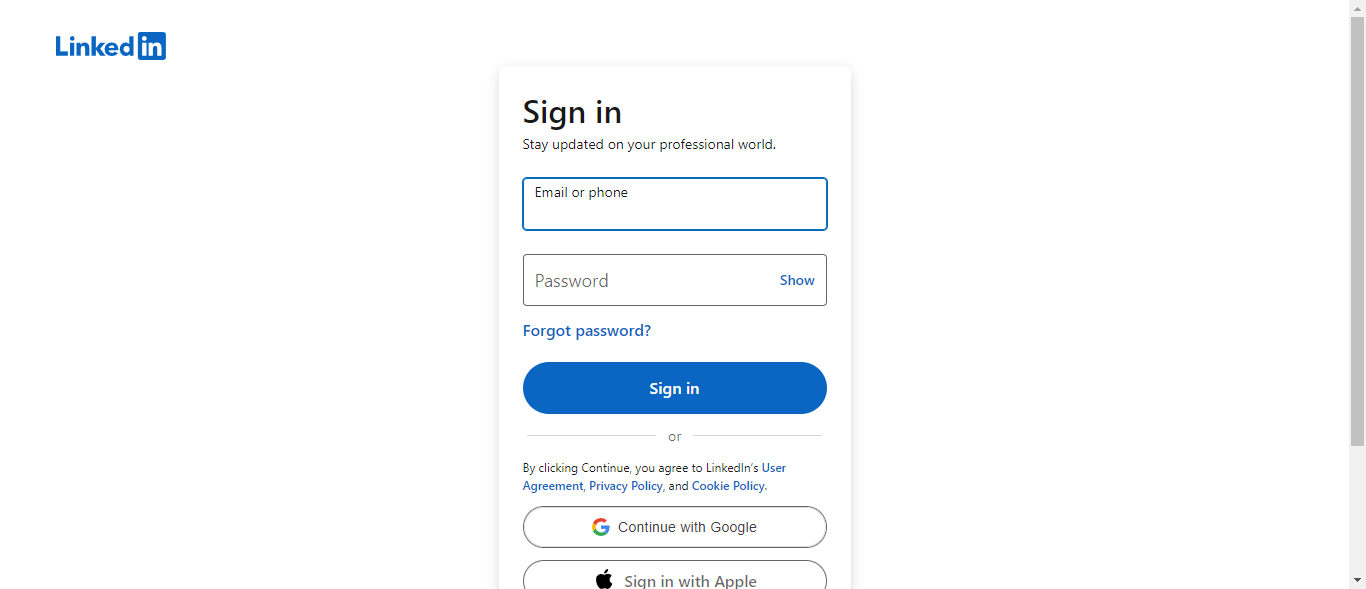 Linked in
Sign in
Stay updated on your professional world.
Email or phone
Password
Show
Forgot password?
Sign in
or
By clicking Continue, you agree to LinkedIn's User
Agreement, Privacy Policy, and Cookie Policy.
Continue with Google
Sign in with Apple